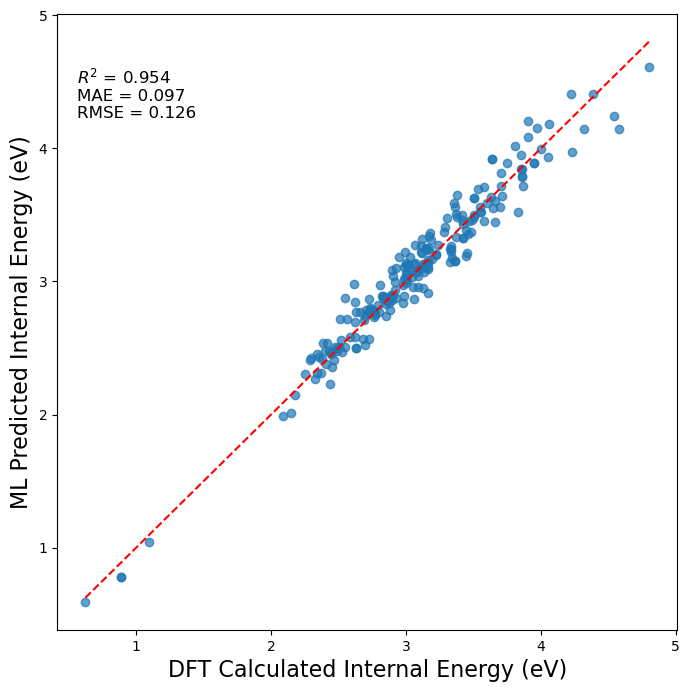 R² = 0.954
MAE = 0.097
RMSE = 0.126
ML Predicted Internal Energy (eV)
5
4
3
2
1
1 2 3 4 5
DFT Calculated Internal Energy (eV)